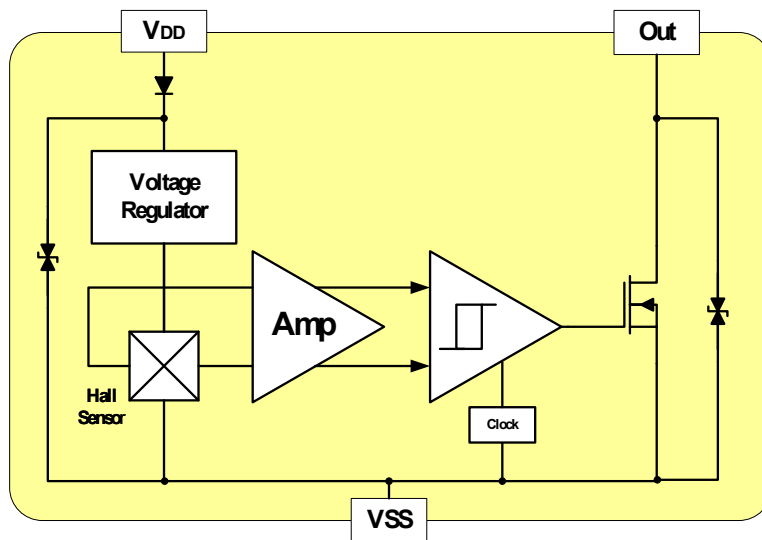 VDD
Out
Voltage
Regulator
Amp
Hall
Sensor
Clock
VSS